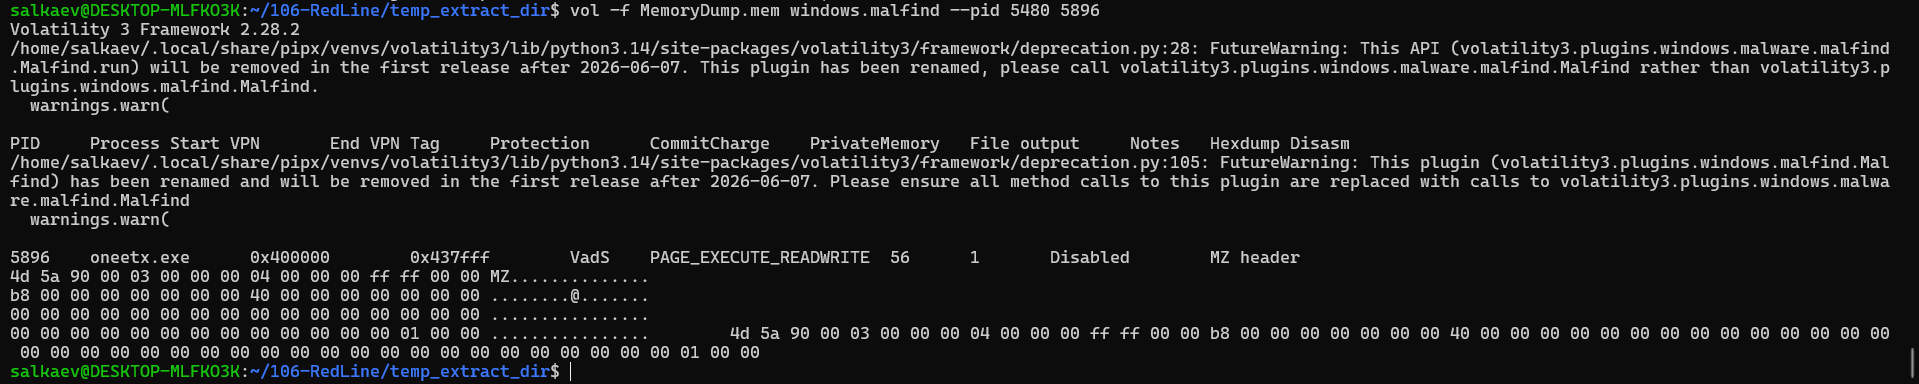 salkaev@DESKTOP-MLFKO3K:~/106-RedLine/temp_extract_dir$ vol -f MemoryDump.mem windows.malfind --pid 5480 5896
Volatility 3 Framework 2.28.2
/home/salkaev/.local/share/pipx/venvs/volatility3/lib/python3.14/site-packages/volatility3/framework/deprecation.py:28: FutureWarning: This API (volatility3.plugins.windows.malware.malfind
.Malfind.run) will be removed in the first release after 2026-06-07. This plugin has been renamed, please call volatility3.plugins.windows.malware.malfind.Malfind rather than volatility3.p
lugins.windows.malfind.Malfind.
  warnings.warn(

PID     Process Start VPN       End VPN Tag     Protection      CommitCharge    PrivateMemory   File output     Notes   Hexdump Disasm
/home/salkaev/.local/share/pipx/venvs/volatility3/lib/python3.14/site-packages/volatility3/framework/deprecation.py:105: FutureWarning: This plugin (volatility3.plugins.windows.malfind.Mal
find) has been renamed and will be removed in the first release after 2026-06-07. Please ensure all method calls to this plugin are replaced with calls to volatility3.plugins.windows.malwa
re.malfind.Malfind
  warnings.warn(

5896    oneetx.exe      0x400000        0x437fff        VadS    PAGE_EXECUTE_READWRITE  56      1       Disabled        MZ header
4d 5a 90 00 03 00 00 00 04 00 00 00 ff ff 00 00 MZ..............
b8 00 00 00 00 00 00 00 40 00 00 00 00 00 00 00 ........@.......
00 00 00 00 00 00 00 00 00 00 00 00 00 00 00 00 ................
00 00 00 00 00 00 00 00 00 00 00 00 00 01 00 00 ................        4d 5a 90 00 03 00 00 00 04 00 00 00 ff ff 00 00 b8 00 00 00 00 00 00 00 40 00 00 00 00 00 00 00 00 00 00 00 00 00 00
 00 00 00 00 00 00 00 00 00 00 00 00 00 00 00 00 00 00 00 00 00 00 01 00 00
salkaev@DESKTOP-MLFKO3K:~/106-RedLine/temp_extract_dir$